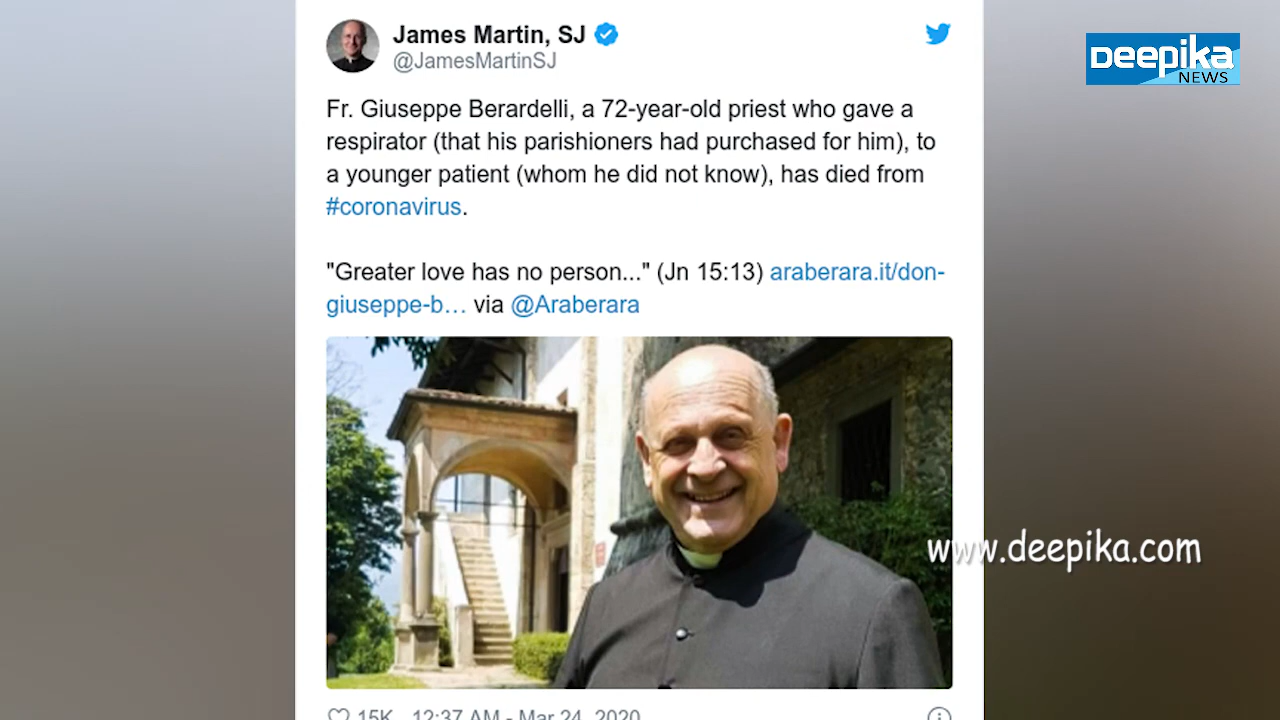 James Martin, SJ
@JamesMartinSJ
Deepika
NEWS
Fr. Giuseppe Berardelli, a 72-year-old priest who gave a
respirator (that his parishioners had purchased for him), to
a younger patient (whom he did not know), has died from
#coronavirus.
"Greater love has no person..." (Jn 15:13) araberara.it/don-
giuseppe-b… via @Araberara
www.deepika.com
15K 12:37 AM - Mar 24, 2020